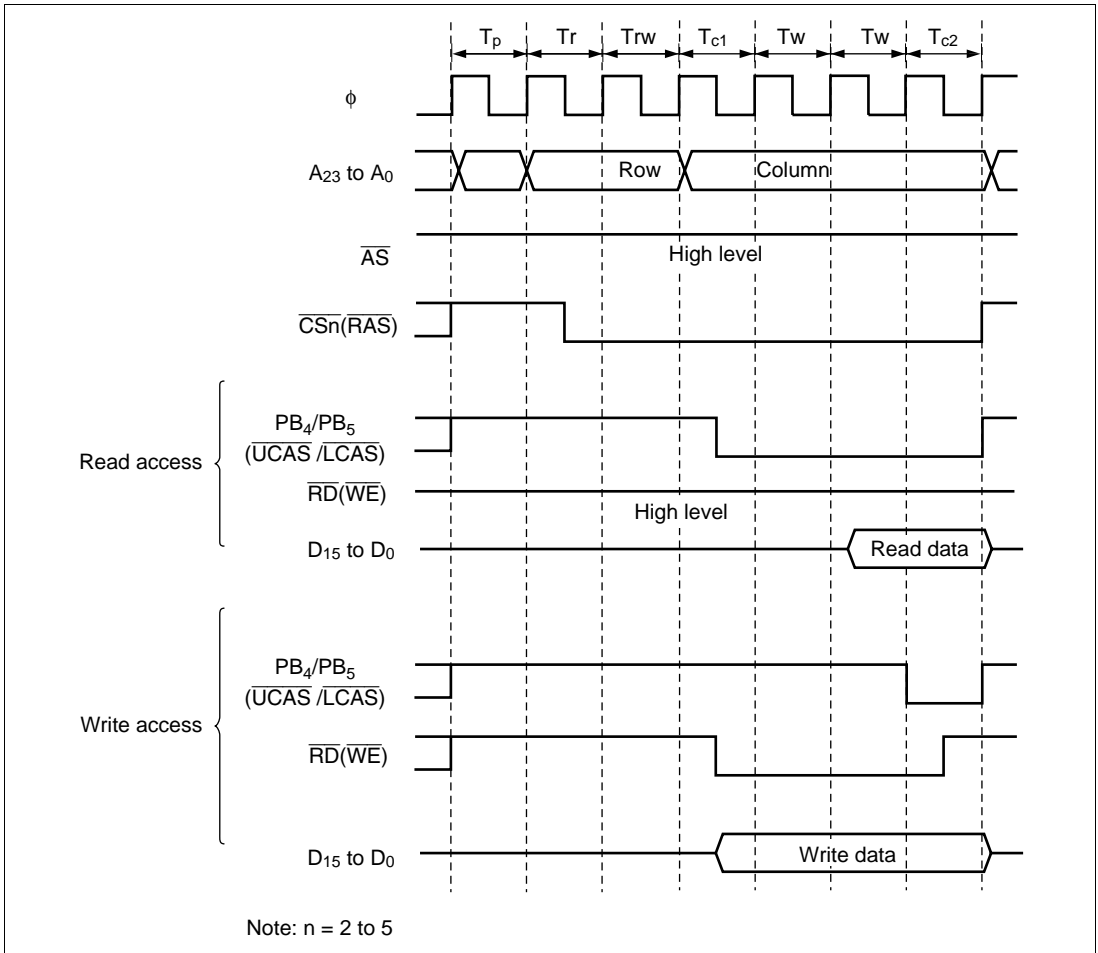 Tp Tr Trw Tc1 Tw Tw Tc2
ϕ
A23 to A0 Row Column
AS
High level
CSn(RAS)
PB4/PB5
(UCAS /LCAS)
Read access
RD(WE)
High level
D15 to D0 Read data
PB4/PB5
(UCAS /LCAS)
Write access
RD(WE)
D15 to D0 Write data
Note: n = 2 to 5